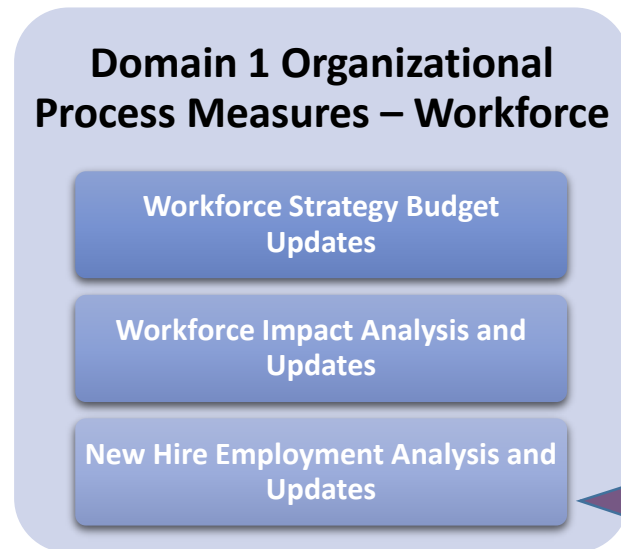 Domain 1 Organizational
Process Measures – Workforce
Workforce Strategy Budget
Updates
Workforce Impact Analysis and
Updates
New Hire Employment Analysis and
Updates